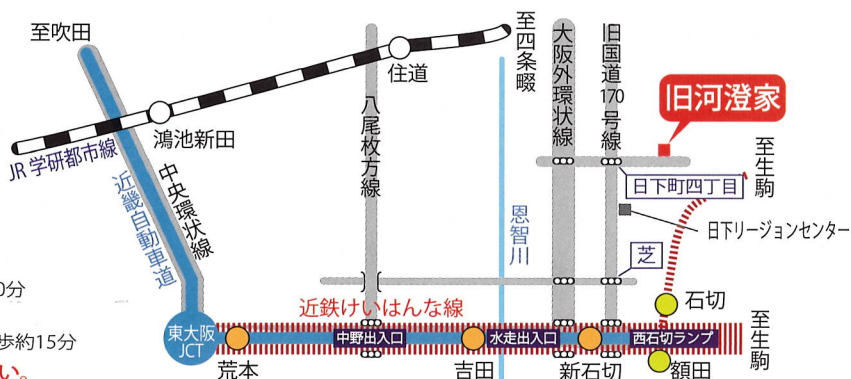 至吹田
住道
至四条畷
大阪外環状線
旧国道170号線
旧河澄家
鴻池新田
JR 学研都市線
八尾枚方線
至生駒
日下町四丁目
近畿自動車道
中央環状線
恩智川
日下リージョンセンター
芝
0分
近鉄けいはんな線
石切
東大阪
JCT
中野出入口
水走出入口
西石切ランプ
至生駒
歩約15分
荒本
吉田
新石切
額田
い。